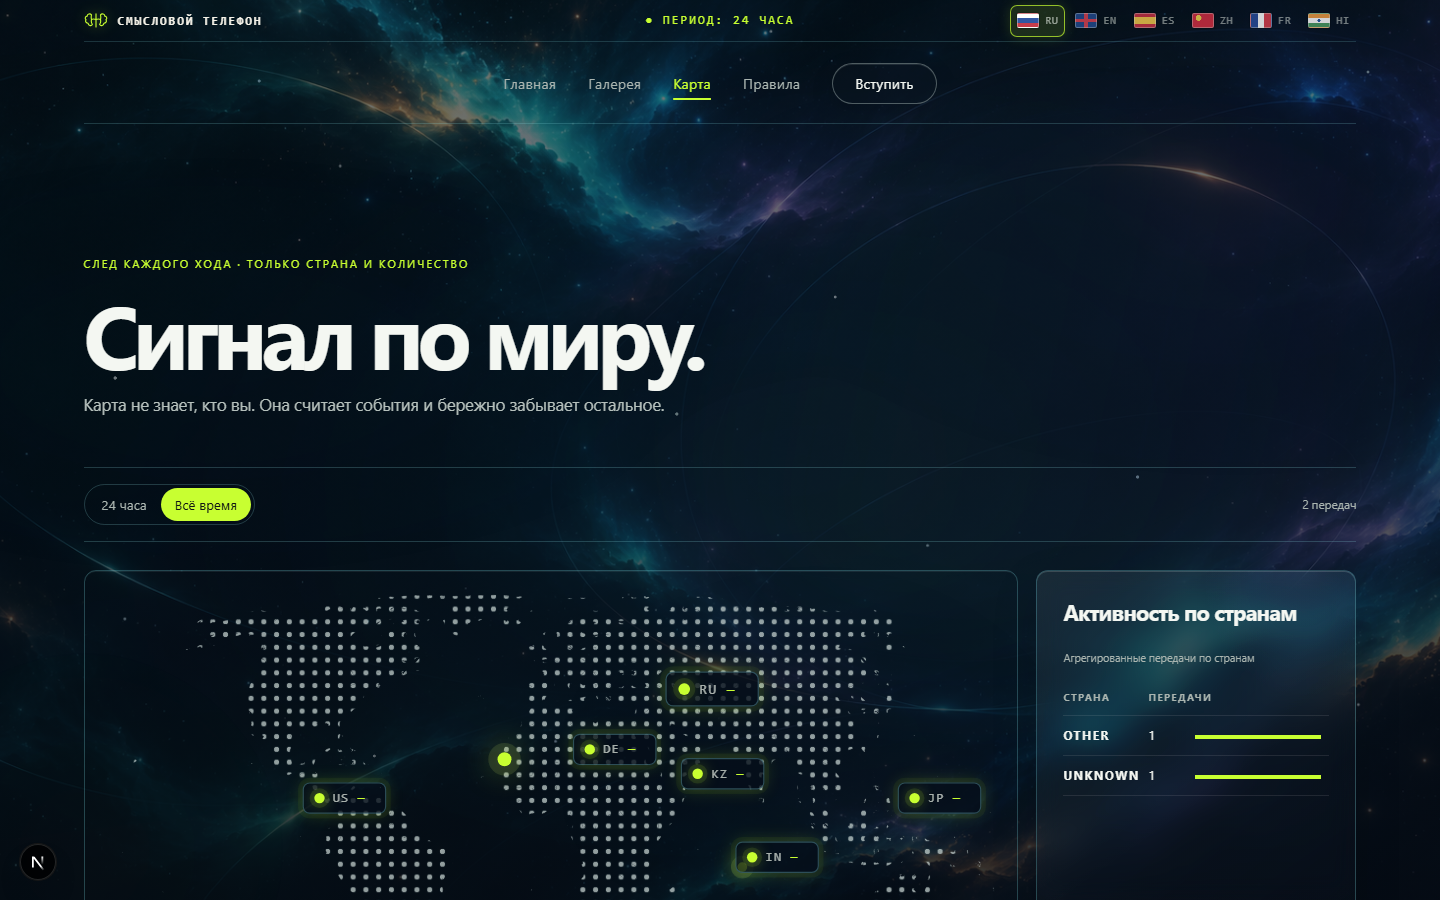 СМЫСЛОВОЙ ТЕЛЕФОН
ПЕРИОД: 24 ЧАСА
RU EN ES ZH FR HI
Главная Галерея Карта Правила Вступить
СЛЕД КАЖДОГО ХОДА · ТОЛЬКО СТРАНА И КОЛИЧЕСТВО
Сигнал по миру.
Карта не знает, кто вы. Она считает события и бережно забывает остальное.
24 часа Всё время
2 передач
RU —
DE —
KZ —
US —
JP —
IN —
Активность по странам
Агрегированные передачи по странам
СТРАНА ПЕРЕДАЧИ
OTHER 1
UNKNOWN 1
N